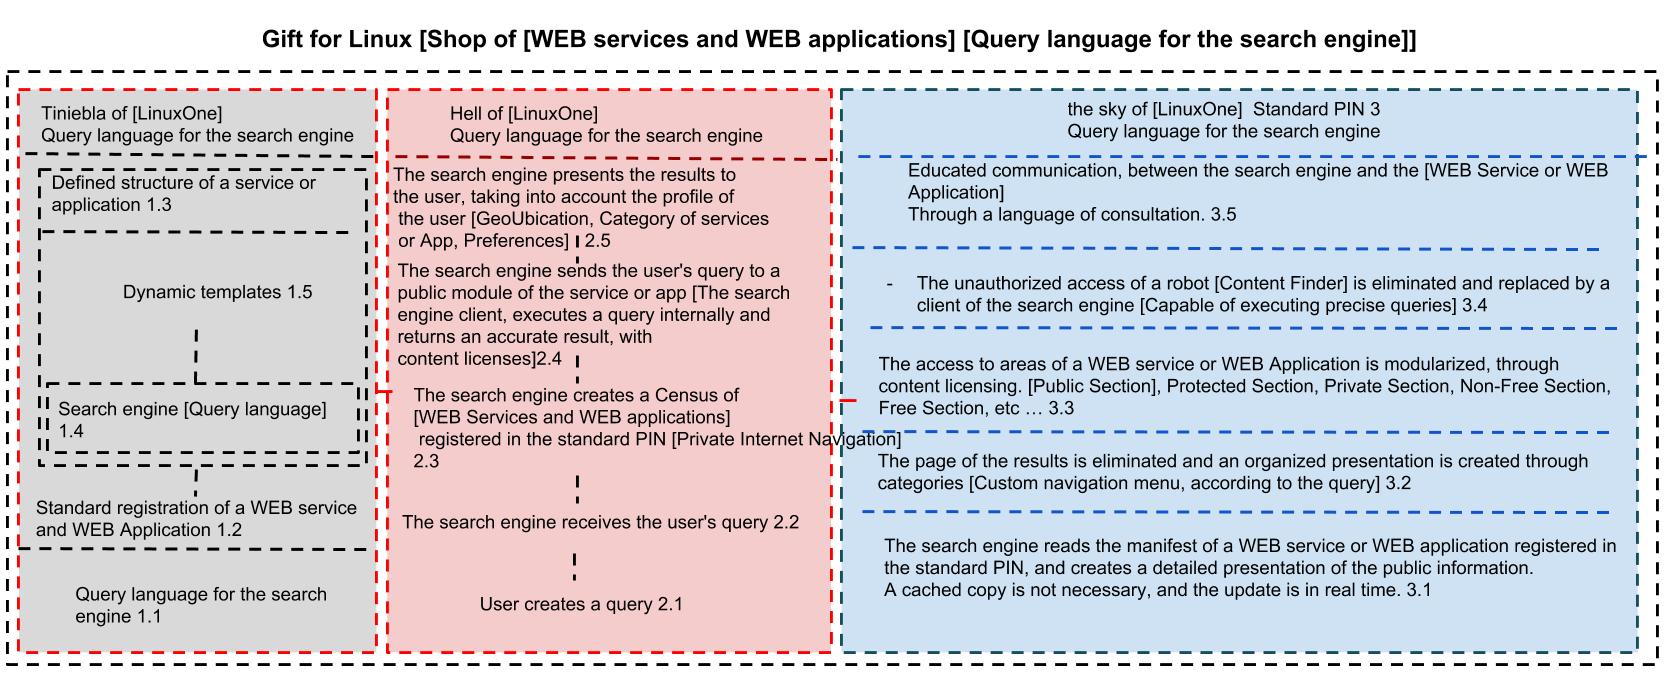 Gift for Linux [Shop of [WEB services and WEB applications] [Query language for the search engine]]
Tiniebla of [LinuxOne]
Query language for the search engine
Defined structure of a service or
application 1.3
Dynamic templates 1.5
Search engine [Query language]
1.4
Standard registration of a WEB service
and WEB Application 1.2
Query language for the search
engine 1.1
Hell of [LinuxOne]
Query language for the search engine
The search engine presents the results to
the user, taking into account the profile of
the user [GeoUbication, Category of services
or App, Preferences] 2.5
The search engine sends the user's query to a
public module of the service or app [The search
engine client, executes a query internally and
returns an accurate result, with
content licenses]2.4
The search engine creates a Census of
[WEB Services and WEB applications]
registered in the standard PIN [Private Internet Navigation]
2.3
The search engine receives the user's query 2.2
User creates a query 2.1
the sky of [LinuxOne] Standard PIN 3
Query language for the search engine
Educated communication, between the search engine and the [WEB Service or WEB
Application]
Through a language of consultation. 3.5
- The unauthorized access of a robot [Content Finder] is eliminated and replaced by a
client of the search engine [Capable of executing precise queries] 3.4
The access to areas of a WEB service or WEB Application is modularized, through
content licensing. [Public Section], Protected Section, Private Section, Non-Free Section,
Free Section, etc … 3.3
The page of the results is eliminated and an organized presentation is created through
categories [Custom navigation menu, according to the query] 3.2
The search engine reads the manifest of a WEB service or WEB application registered in
the standard PIN, and creates a detailed presentation of the public information.
A cached copy is not necessary, and the update is in real time. 3.1